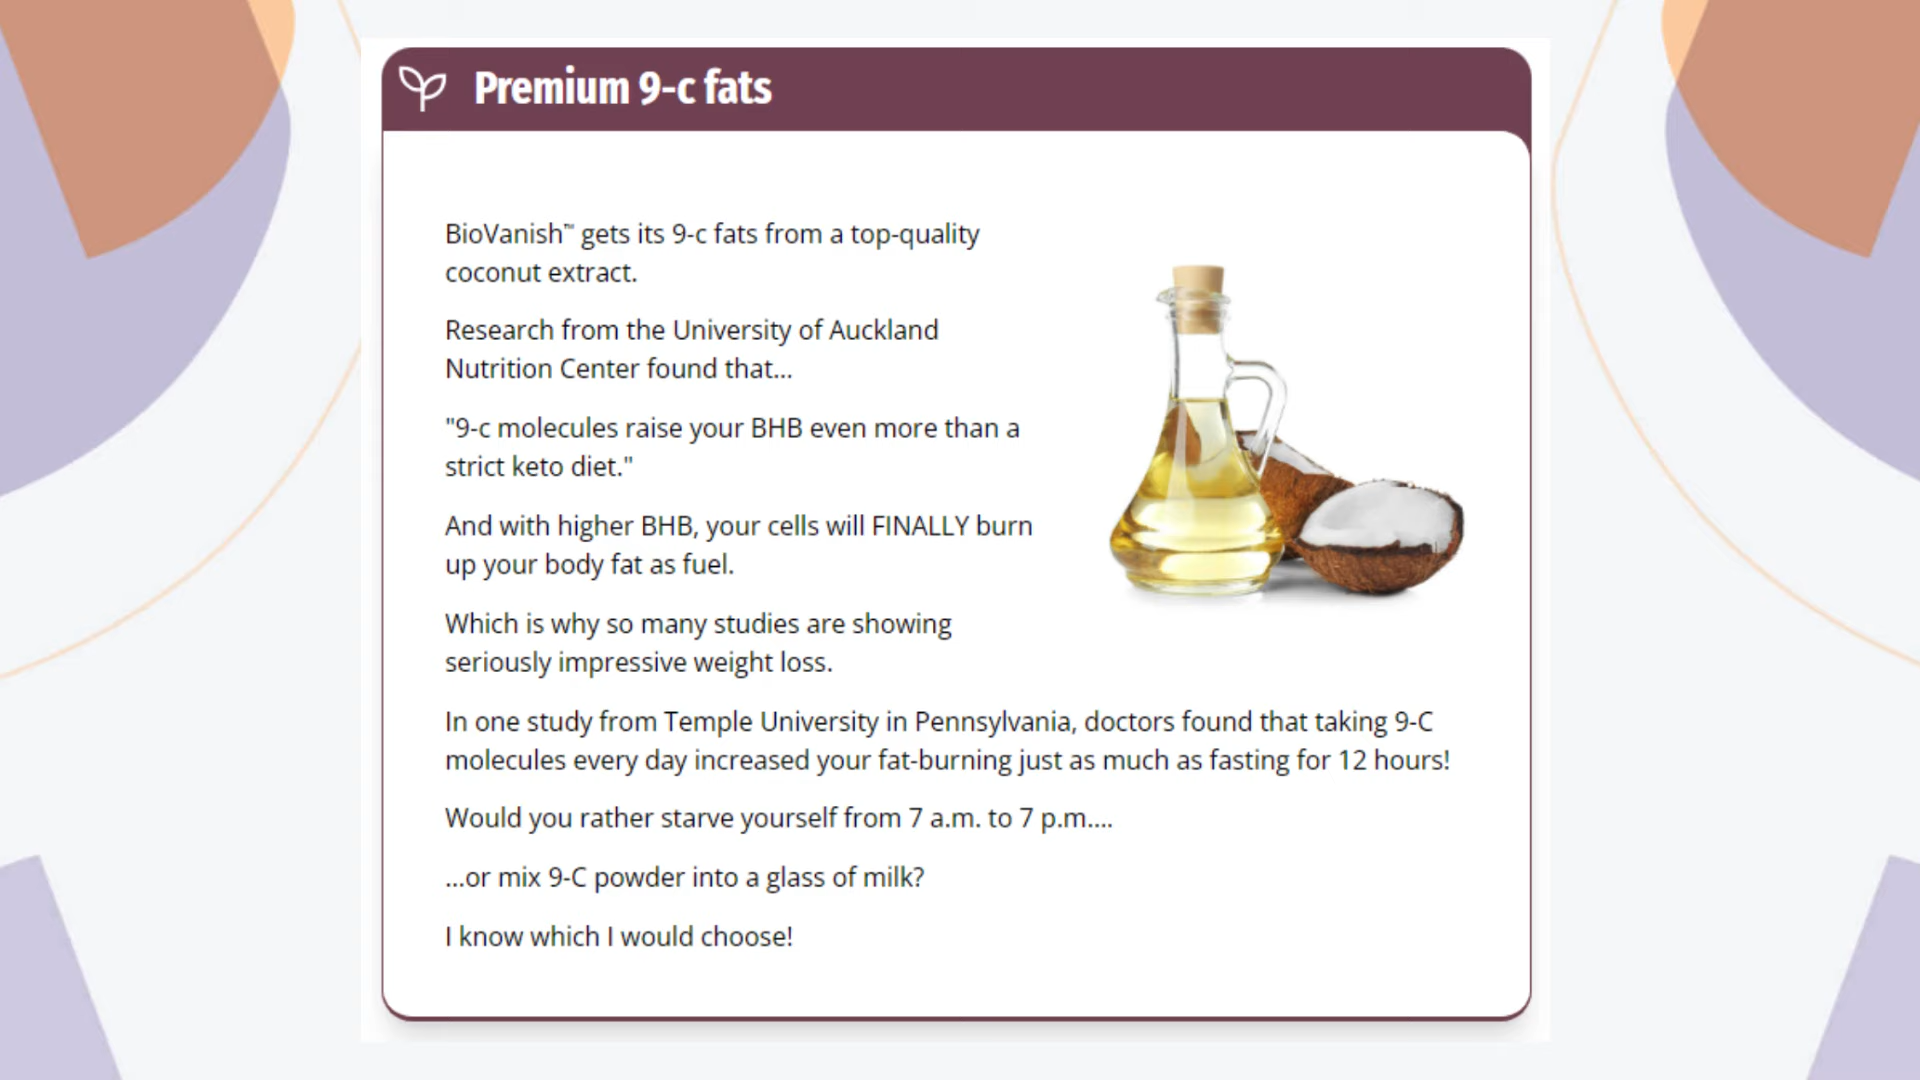 Premium 9-c fats
BioVanish™ gets its 9-c fats from a top-quality
coconut extract.
Research from the University of Auckland
Nutrition Center found that...
"9-c molecules raise your BHB even more than a
strict keto diet."
And with higher BHB, your cells will FINALLY burn
up your body fat as fuel.
Which is why so many studies are showing
seriously impressive weight loss.
In one study from Temple University in Pennsylvania, doctors found that taking 9-C
molecules every day increased your fat-burning just as much as fasting for 12 hours!
Would you rather starve yourself from 7 a.m. to 7 p.m....
...or mix 9-C powder into a glass of milk?
I know which I would choose!